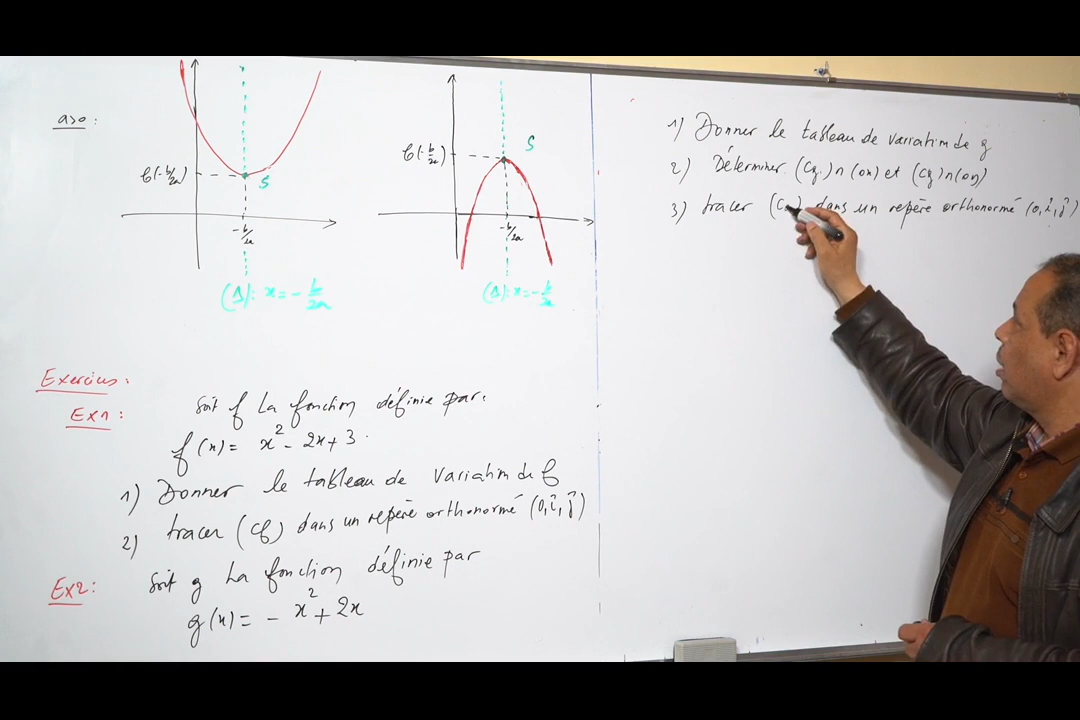 a>0 :
f(-b/2a)
S
-b/2a
(Δ): x = - b/2a
f(-b/2a)
S
-b/2a
(Δ): x = - b/2a
Exercices :
Ex1 :
Soit f la fonction définie par :
f(x) = x² - 2x + 3 .
1) Donner le tableau de variation de f
2) tracer (Cf) dans un repère orthonormé (O, i, j)
Ex2 :
Soit g la fonction définie par
g(x) = - x² + 2x
1) Donner le tableau de variation de g
2) Déterminer (Cg) ∩ (ox) et (Cg) ∩ (oy)
3) tracer (Cg) dans un repère orthonormé (O, i, j)